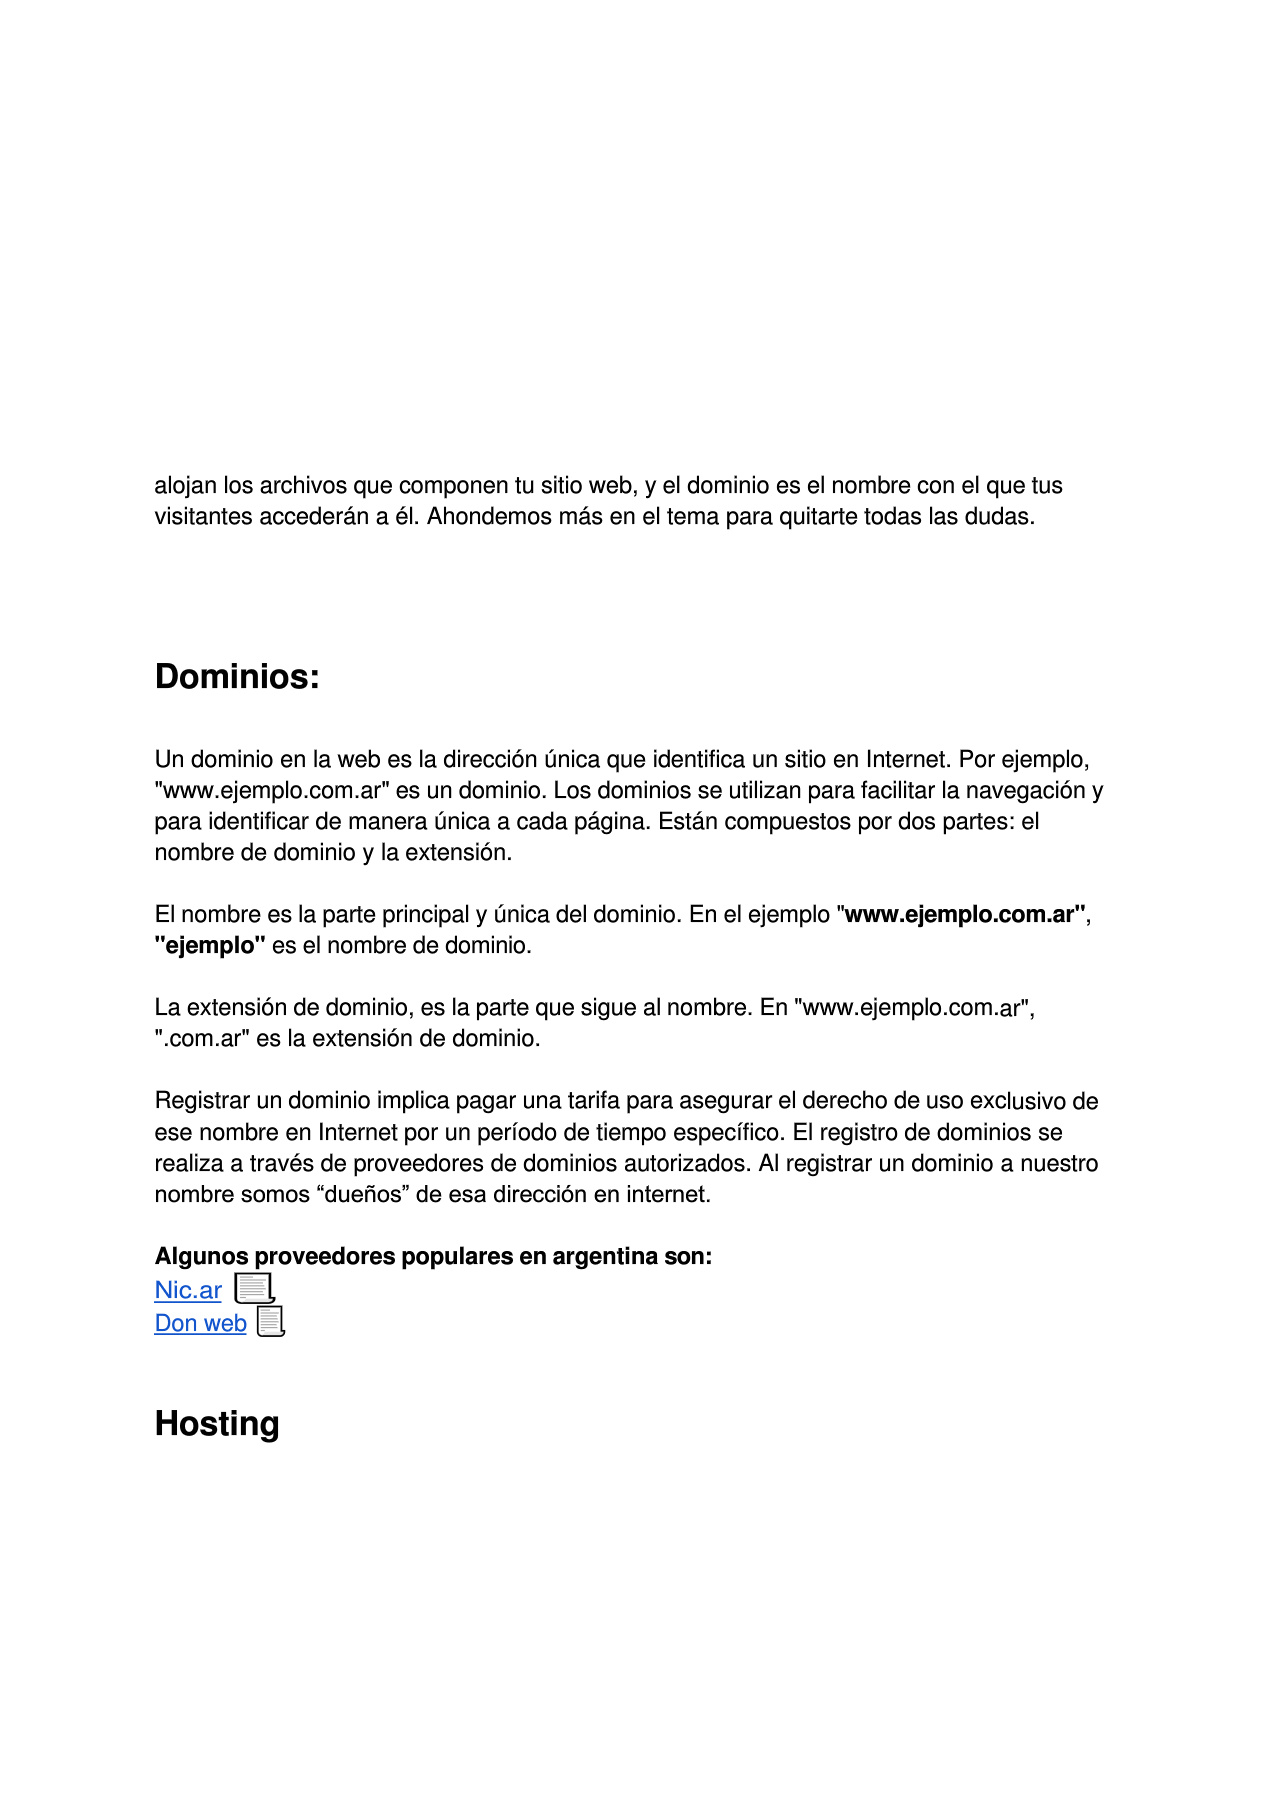 alojan los archivos que componen tu sitio web, y el dominio es el nombre con el que tus
visitantes accederán a él. Ahondemos más en el tema para quitarte todas las dudas.
Dominios:
Un dominio en la web es la dirección única que identifica un sitio en Internet. Por ejemplo,
"www.ejemplo.com.ar" es un dominio. Los dominios se utilizan para facilitar la navegación y
para identificar de manera única a cada página. Están compuestos por dos partes: el
nombre de dominio y la extensión.
El nombre es la parte principal y única del dominio. En el ejemplo "www.ejemplo.com.ar",
"ejemplo" es el nombre de dominio.
La extensión de dominio, es la parte que sigue al nombre. En "www.ejemplo.com.ar",
".com.ar" es la extensión de dominio.
Registrar un dominio implica pagar una tarifa para asegurar el derecho de uso exclusivo de
ese nombre en Internet por un período de tiempo específico. El registro de dominios se
realiza a través de proveedores de dominios autorizados. Al registrar un dominio a nuestro
nombre somos “dueños” de esa dirección en internet.
Algunos proveedores populares en argentina son:
Nic.ar
Don web
Hosting